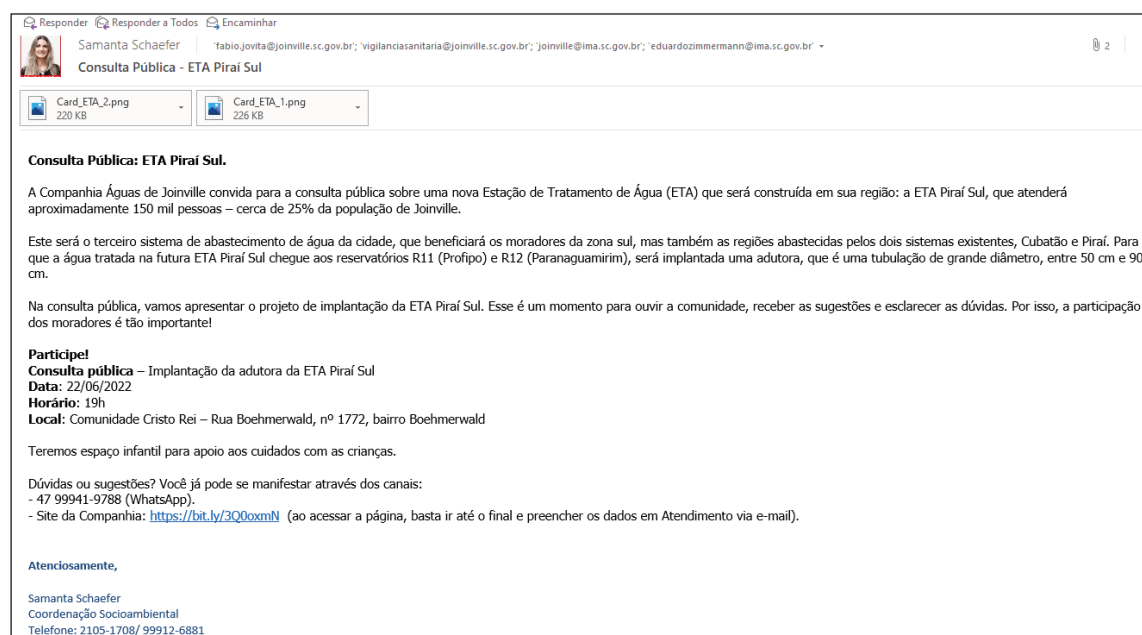 Responder Responder a Todos Encaminhar
Samanta Schaefer 'fabio.jovita@joinville.sc.gov.br'; 'vigilanciasanitaria@joinville.sc.gov.br'; 'joinville@ima.sc.gov.br'; 'eduardozimmermann@ima.sc.gov.br'
2
Consulta Pública - ETA Piraí Sul
Card_ETA_2.png
220 KB
Card_ETA_1.png
226 KB
Consulta Pública: ETA Piraí Sul.
A Companhia Águas de Joinville convida para a consulta pública sobre uma nova Estação de Tratamento de Água (ETA) que será construída em sua região: a ETA Piraí Sul, que atenderá
aproximadamente 150 mil pessoas – cerca de 25% da população de Joinville.
Este será o terceiro sistema de abastecimento de água da cidade, que beneficiará os moradores da zona sul, mas também as regiões abastecidas pelos dois sistemas existentes, Cubatão e Piraí. Para
que a água tratada na futura ETA Piraí Sul chegue aos reservatórios R11 (Profipo) e R12 (Paranaguamirim), será implantada uma adutora, que é uma tubulação de grande diâmetro, entre 50 cm e 90
cm.
Na consulta pública, vamos apresentar o projeto de implantação da ETA Piraí Sul. Esse é um momento para ouvir a comunidade, receber as sugestões e esclarecer as dúvidas. Por isso, a participação
dos moradores é tão importante!
Participe!
Consulta pública – Implantação da adutora da ETA Piraí Sul
Data: 22/06/2022
Horário: 19h
Local: Comunidade Cristo Rei – Rua Boehmerwald, nº 1772, bairro Boehmerwald
Teremos espaço infantil para apoio aos cuidados com as crianças.
Dúvidas ou sugestões? Você já pode se manifestar através dos canais:
- 47 99941-9788 (WhatsApp).
- Site da Companhia: https://bit.ly/3Q0oxmN (ao acessar a página, basta ir até o final e preencher os dados em Atendimento via e-mail).
Atenciosamente,
Samanta Schaefer
Coordenação Socioambiental
Telefone: 2105-1708/ 99912-6881